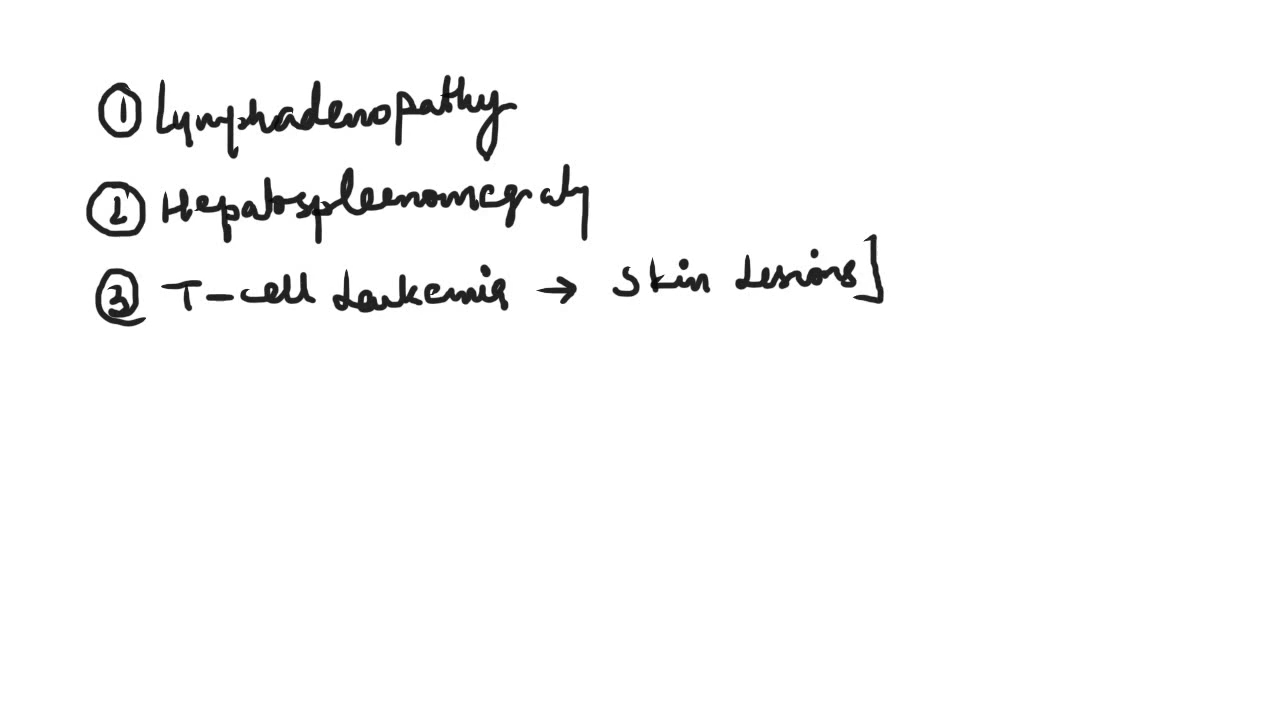 ① Lymphadenopathy
② Hepatospleenomegaly
③ T-cell Leukemia → Skin Lesions]